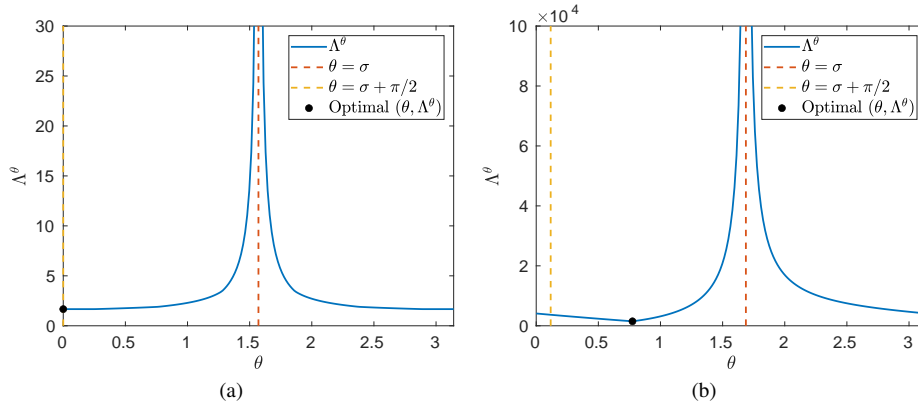 30
25
20
15
10
5
0
Λ^θ
0 0.5 1 1.5 2 2.5 3
θ
Λ^θ
θ = σ
θ = σ + π/2
Optimal (θ, Λ^θ)
(a)
×10^4
10
8
6
4
2
0
Λ^θ
0 0.5 1 1.5 2 2.5 3
θ
Λ^θ
θ = σ
θ = σ + π/2
Optimal (θ, Λ^θ)
(b)